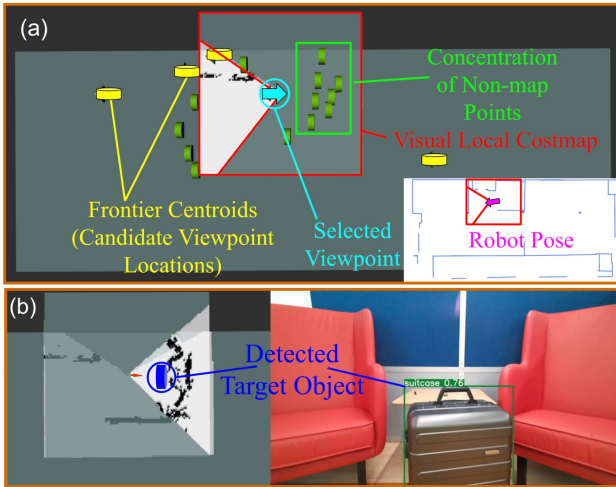 (a)
Concentration
of Non-map
Points
Visual Local Costmap
Frontier Centroids
(Candidate Viewpoint
Locations)
Selected
Viewpoint
Robot Pose
(b)
Detected
Target Object
suitcase 0.76